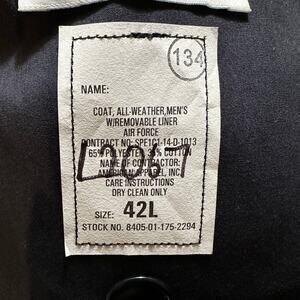 134
NAME:
COAT, ALL-WEATHER, MEN'S
W/REMOVABLE LINER
AIR FORCE
CONTRACT NO: SPE1C1-14-D-1013
65% POLYESTER 35% COTTON
NAME OF CONTRACTOR:
AMERICAN APPAREL, INC.
CARE INSTRUCTIONS
DRY CLEAN ONLY
SIZE: 42L
STOCK NO. 8405-01-175-2294